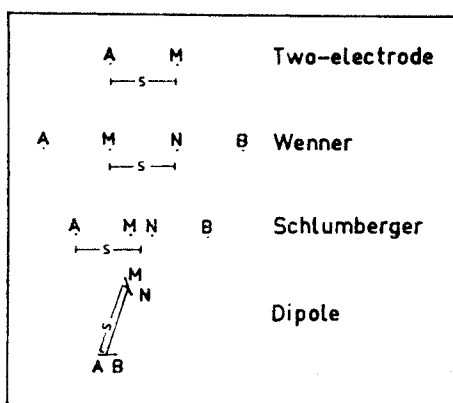 A M Two-electrode
s
A M N B Wenner
s
A M N B Schlumberger
s
M
N
Dipole
s
A B